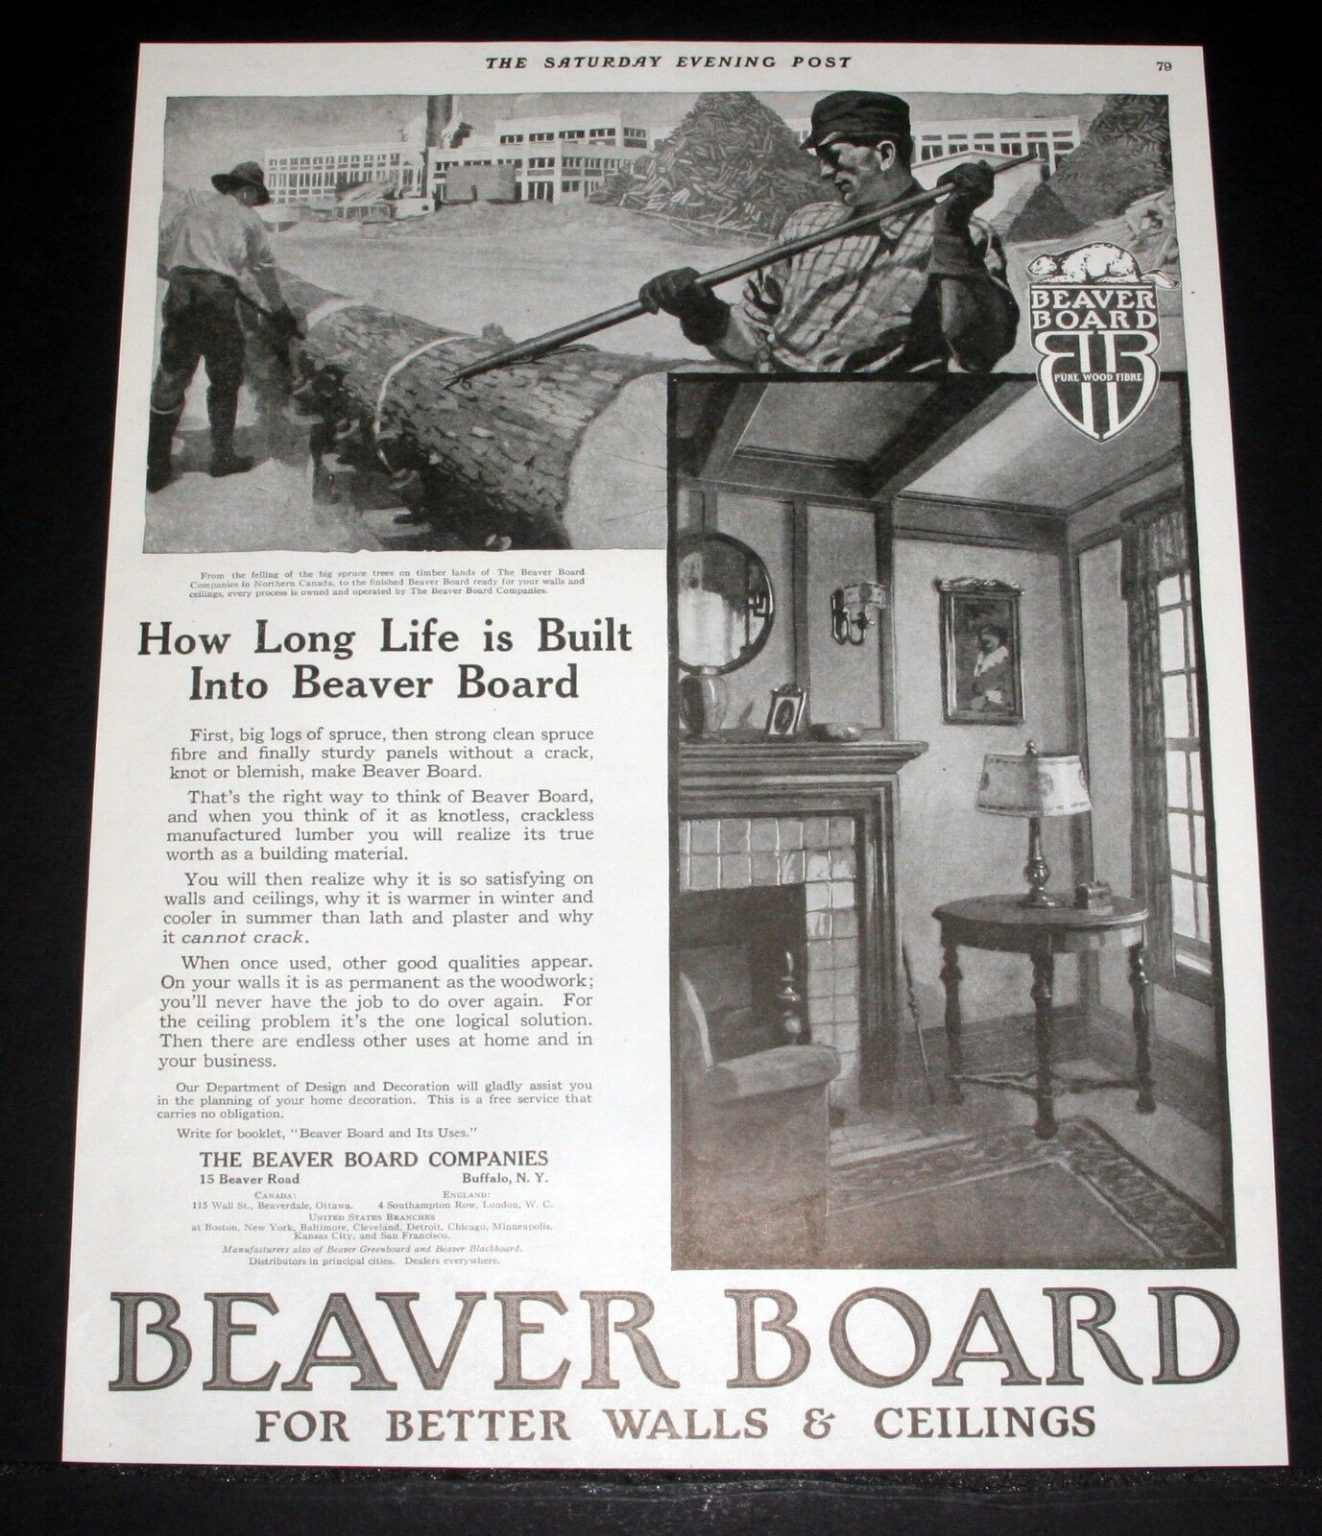 THE SATURDAY EVENING POST
79
BEAVER
BOARD
BB
PURE WOOD FIBRE
From the felling of the big spruce trees on timber lands of The Beaver Board
Companies in Northern Canada, to the finished Beaver Board ready for your walls and
ceilings, every process is owned and operated by The Beaver Board Companies.
How Long Life is Built
Into Beaver Board
First, big logs of spruce, then strong clean spruce
fibre and finally sturdy panels without a crack,
knot or blemish, make Beaver Board.
That's the right way to think of Beaver Board,
and when you think of it as knotless, crackless
manufactured lumber you will realize its true
worth as a building material.
You will then realize why it is so satisfying on
walls and ceilings, why it is warmer in winter and
cooler in summer than lath and plaster and why
it cannot crack.
When once used, other good qualities appear.
On your walls it is as permanent as the woodwork;
you'll never have the job to do over again. For
the ceiling problem it's the one logical solution.
Then there are endless other uses at home and in
your business.
Our Department of Design and Decoration will gladly assist you
in the planning of your home decoration. This is a free service that
carries no obligation.
Write for booklet, "Beaver Board and Its Uses."
THE BEAVER BOARD COMPANIES
15 Beaver Road Buffalo, N. Y.
CANADA: ENGLAND:
115 Wall St., Beaverdale, Ottawa. 4 Southampton Row, London, W. C.
UNITED STATES BRANCHES
at Boston, New York, Baltimore, Cleveland, Detroit, Chicago, Minneapolis,
Kansas City, and San Francisco.
Manufacturers also of Beaver Greenboard and Beaver Blackboard.
Distributors in principal cities. Dealers everywhere.
BEAVER BOARD
FOR BETTER WALLS & CEILINGS